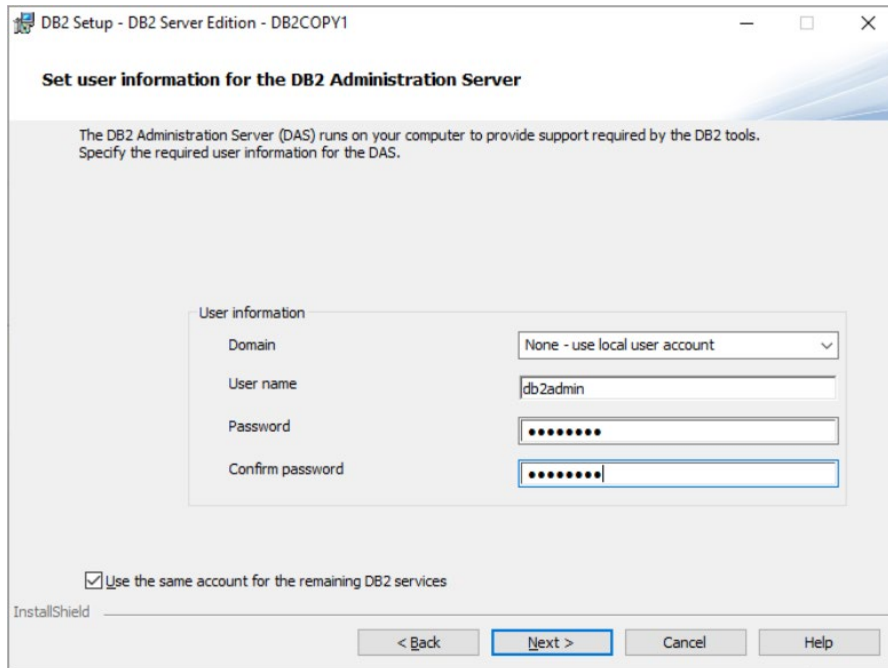 DB2 Setup - DB2 Server Edition - DB2COPY1
Set user information for the DB2 Administration Server
The DB2 Administration Server (DAS) runs on your computer to provide support required by the DB2 tools.
Specify the required user information for the DAS.
User information
Domain None - use local user account
User name db2admin
Password ●●●●●●●●
Confirm password ●●●●●●●●
Use the same account for the remaining DB2 services
InstallShield
< Back Next > Cancel Help